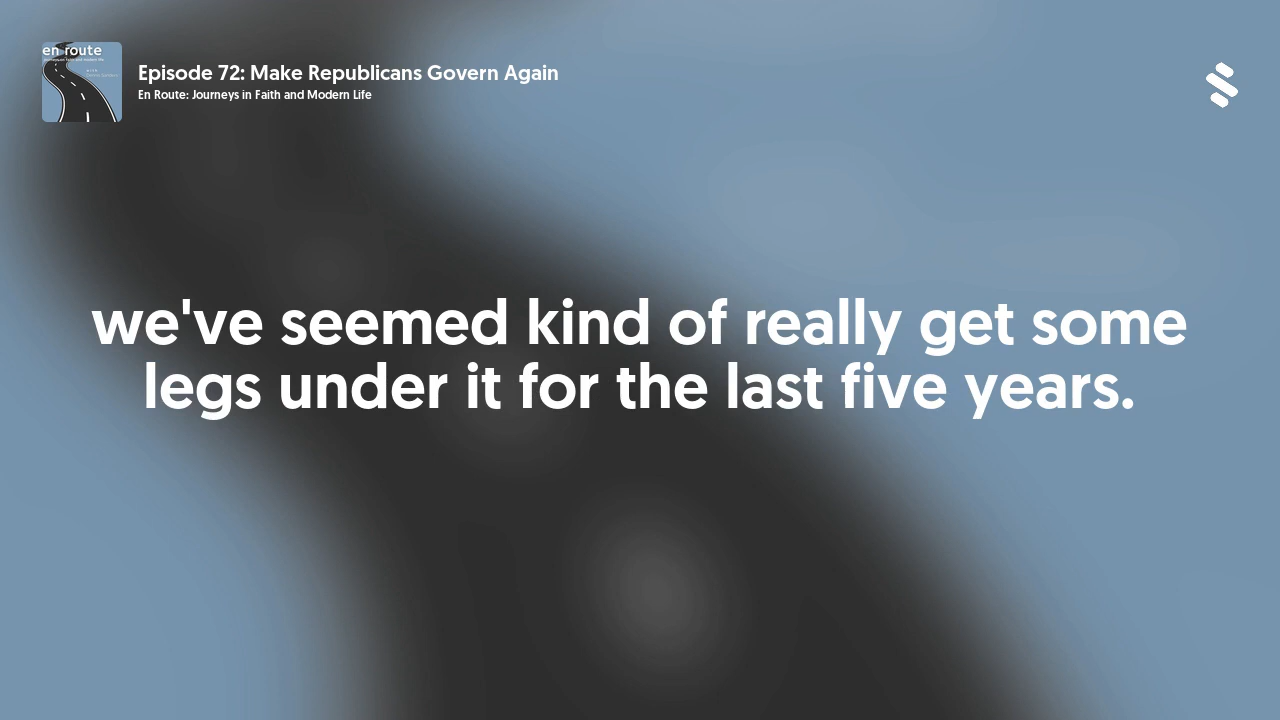 en route
Episode 72: Make Republicans Govern Again
En Route: Journeys in Faith and Modern Life
we've seemed kind of really get some
legs under it for the last five years.